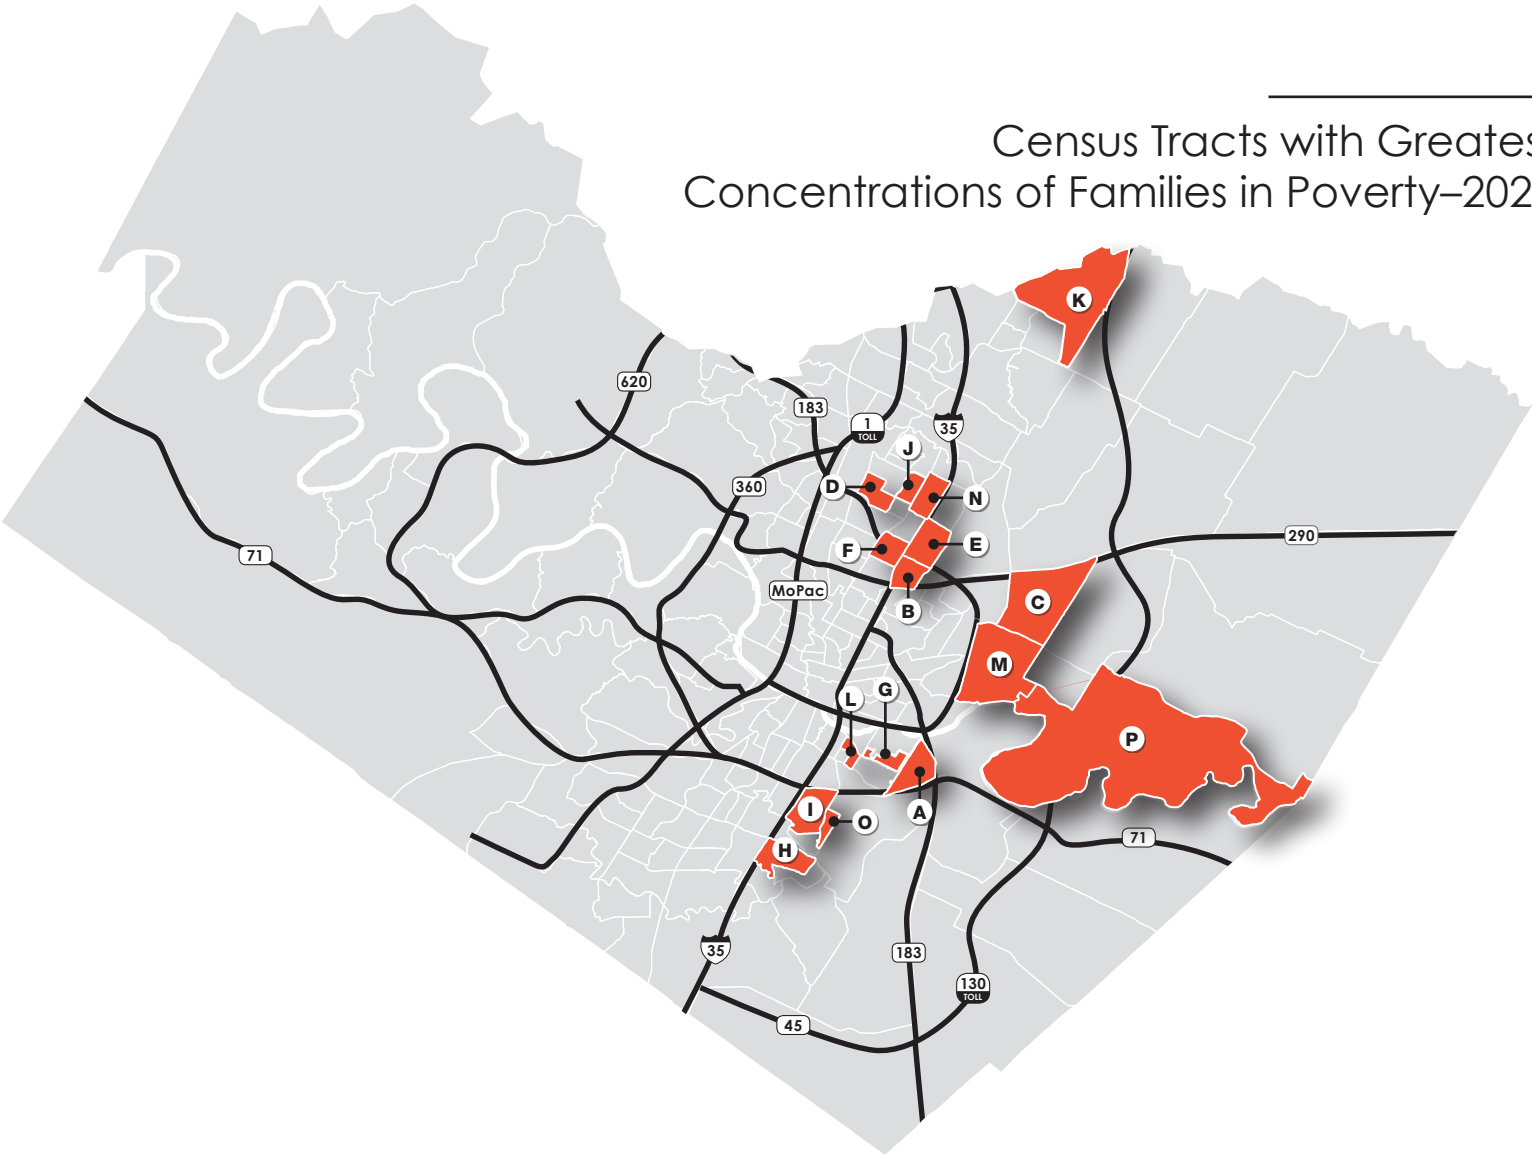 Census Tracts with Greates
Concentrations of Families in Poverty–202
K
620
183
1
TOLL
35
J
360
D
N
71
F
E
290
MoPac
B
C
M
L
G
P
I
O
A
H
71
35
183
130
TOLL
45